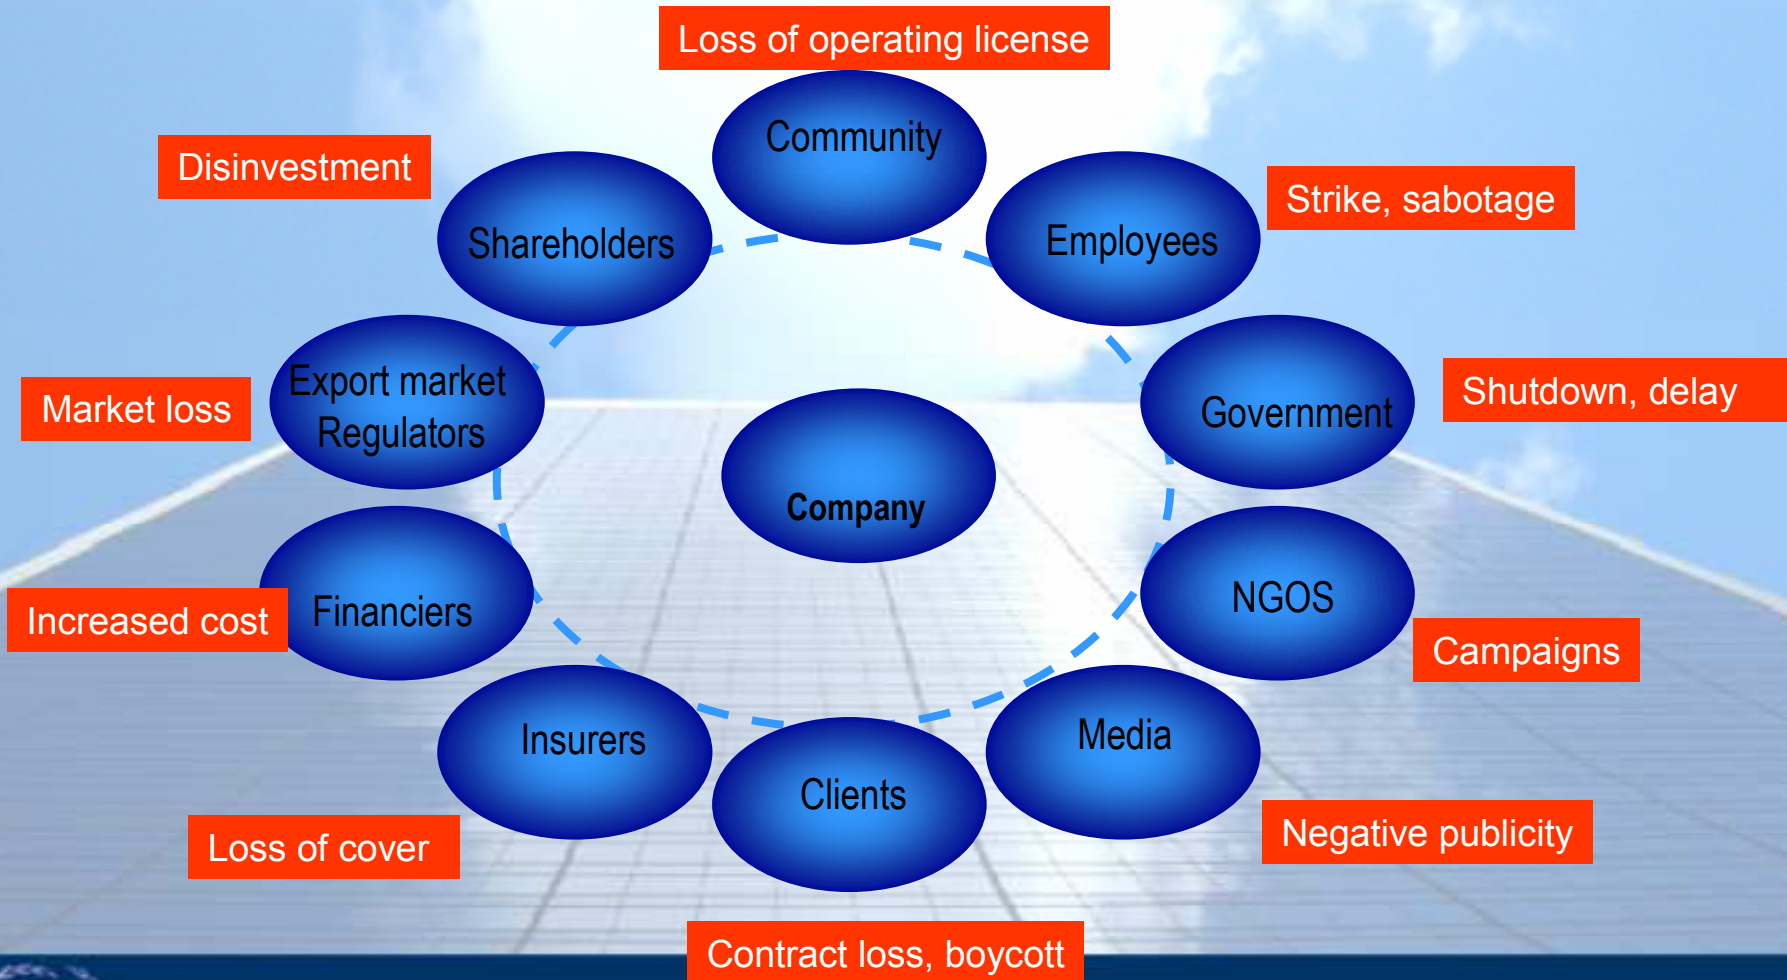 Loss of operating license
Community
Disinvestment
Shareholders
Employees
Strike, sabotage
Export market
Regulators
Market loss
Government
Shutdown, delay
Company
Financiers
Increased cost
NGOS
Campaigns
Insurers
Media
Clients
Loss of cover
Negative publicity
Contract loss, boycott